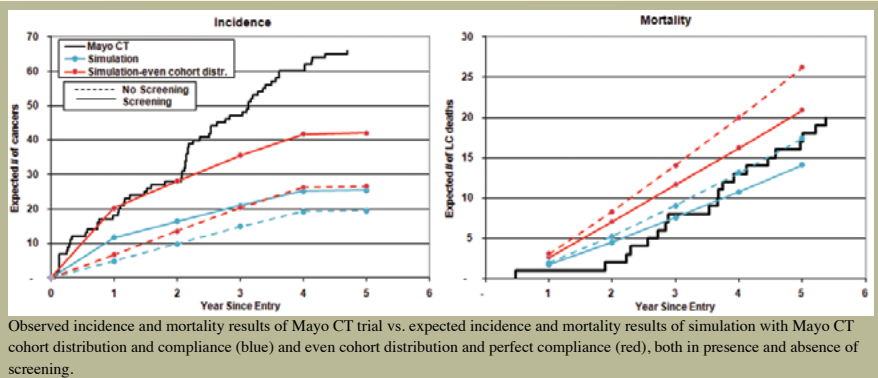 Incidence
70
60
50
40
30
20
10
-
Expected # of cancers
Mayo CT
Simulation
Simulation-even cohort distr.
No Screening
Screening
0 1 2 3 4 5 6
Year Since Entry
Mortality
30
25
20
15
10
5
-
Expected # of LC deaths
- 1 2 3 4 5 6
Year Since Entry
Observed incidence and mortality results of Mayo CT trial vs. expected incidence and mortality results of simulation with Mayo CT
cohort distribution and compliance (blue) and even cohort distribution and perfect compliance (red), both in presence and absence of
screening.